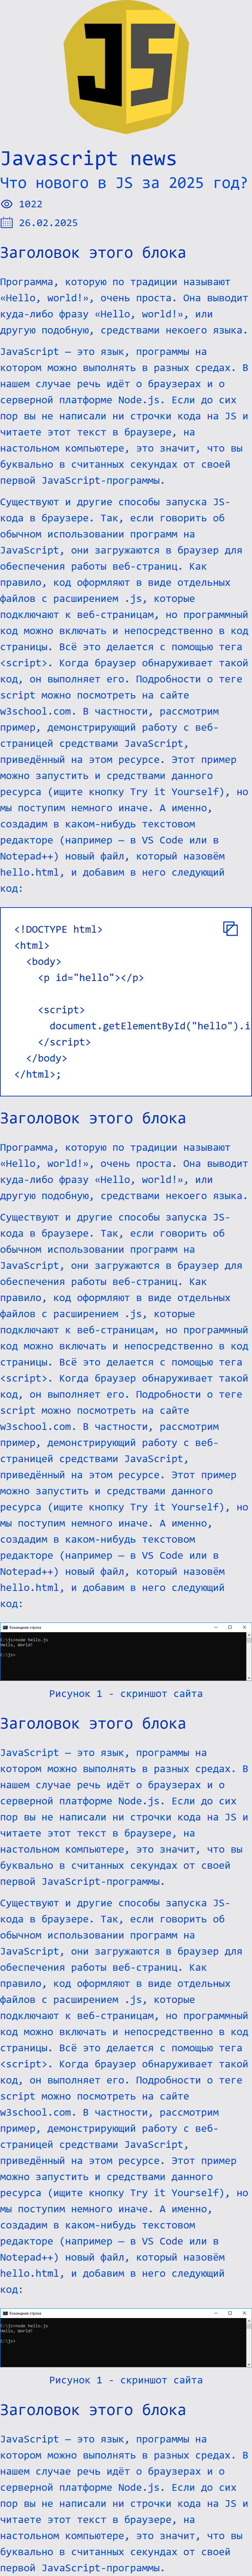 JS
Javascript news
Что нового в JS за 2025 год?
1022
26.02.2025
Заголовок этого блока
Программа, которую по традиции называют
«Hello, world!», очень проста. Она выводит
куда-либо фразу «Hello, world!», или
другую подобную, средствами некоего языка.
JavaScript — это язык, программы на
котором можно выполнять в разных средах. В
нашем случае речь идёт о браузерах и о
серверной платформе Node.js. Если до сих
пор вы не написали ни строчки кода на JS и
читаете этот текст в браузере, на
настольном компьютере, это значит, что вы
буквально в считанных секундах от своей
первой JavaScript-программы.
Существуют и другие способы запуска JS-
кода в браузере. Так, если говорить об
обычном использовании программ на
JavaScript, они загружаются в браузер для
обеспечения работы веб-страниц. Как
правило, код оформляют в виде отдельных
файлов с расширением .js, которые
подключают к веб-страницам, но программный
код можно включать и непосредственно в код
страницы. Всё это делается с помощью тега
<script>. Когда браузер обнаруживает такой
код, он выполняет его. Подробности о теге
script можно посмотреть на сайте
w3school.com. В частности, рассмотрим
пример, демонстрирующий работу с веб-
страницей средствами JavaScript,
приведённый на этом ресурсе. Этот пример
можно запустить и средствами данного
ресурса (ищите кнопку Try it Yourself), но
мы поступим немного иначе. А именно,
создадим в каком-нибудь текстовом
редакторе (например — в VS Code или в
Notepad++) новый файл, который назовём
hello.html, и добавим в него следующий
код:
<!DOCTYPE html>
<html>
<body>
<p id="hello"></p>
<script>
document.getElementById("hello").i
</script>
</body>
</html>;
Заголовок этого блока
Программа, которую по традиции называют
«Hello, world!», очень проста. Она выводит
куда-либо фразу «Hello, world!», или
другую подобную, средствами некоего языка.
Существуют и другие способы запуска JS-
кода в браузере. Так, если говорить об
обычном использовании программ на
JavaScript, они загружаются в браузер для
обеспечения работы веб-страниц. Как
правило, код оформляют в виде отдельных
файлов с расширением .js, которые
подключают к веб-страницам, но программный
код можно включать и непосредственно в код
страницы. Всё это делается с помощью тега
<script>. Когда браузер обнаруживает такой
код, он выполняет его. Подробности о теге
script можно посмотреть на сайте
w3school.com. В частности, рассмотрим
пример, демонстрирующий работу с веб-
страницей средствами JavaScript,
приведённый на этом ресурсе. Этот пример
можно запустить и средствами данного
ресурса (ищите кнопку Try it Yourself), но
мы поступим немного иначе. А именно,
создадим в каком-нибудь текстовом
редакторе (например — в VS Code или в
Notepad++) новый файл, который назовём
hello.html, и добавим в него следующий
код:
Командная строка
C:\js>node hello.js
Hello, World!
C:\js>
Рисунок 1 - скриншот сайта
Заголовок этого блока
JavaScript — это язык, программы на
котором можно выполнять в разных средах. В
нашем случае речь идёт о браузерах и о
серверной платформе Node.js. Если до сих
пор вы не написали ни строчки кода на JS и
читаете этот текст в браузере, на
настольном компьютере, это значит, что вы
буквально в считанных секундах от своей
первой JavaScript-программы.
Существуют и другие способы запуска JS-
кода в браузере. Так, если говорить об
обычном использовании программ на
JavaScript, они загружаются в браузер для
обеспечения работы веб-страниц. Как
правило, код оформляют в виде отдельных
файлов с расширением .js, которые
подключают к веб-страницам, но программный
код можно включать и непосредственно в код
страницы. Всё это делается с помощью тега
<script>. Когда браузер обнаруживает такой
код, он выполняет его. Подробности о теге
script можно посмотреть на сайте
w3school.com. В частности, рассмотрим
пример, демонстрирующий работу с веб-
страницей средствами JavaScript,
приведённый на этом ресурсе. Этот пример
можно запустить и средствами данного
ресурса (ищите кнопку Try it Yourself), но
мы поступим немного иначе. А именно,
создадим в каком-нибудь текстовом
редакторе (например — в VS Code или в
Notepad++) новый файл, который назовём
hello.html, и добавим в него следующий
код:
Командная строка
C:\js>node hello.js
Hello, World!
C:\js>
Рисунок 1 - скриншот сайта
Заголовок этого блока
JavaScript — это язык, программы на
котором можно выполнять в разных средах. В
нашем случае речь идёт о браузерах и о
серверной платформе Node.js. Если до сих
пор вы не написали ни строчки кода на JS и
читаете этот текст в браузере, на
настольном компьютере, это значит, что вы
буквально в считанных секундах от своей
первой JavaScript-программы.